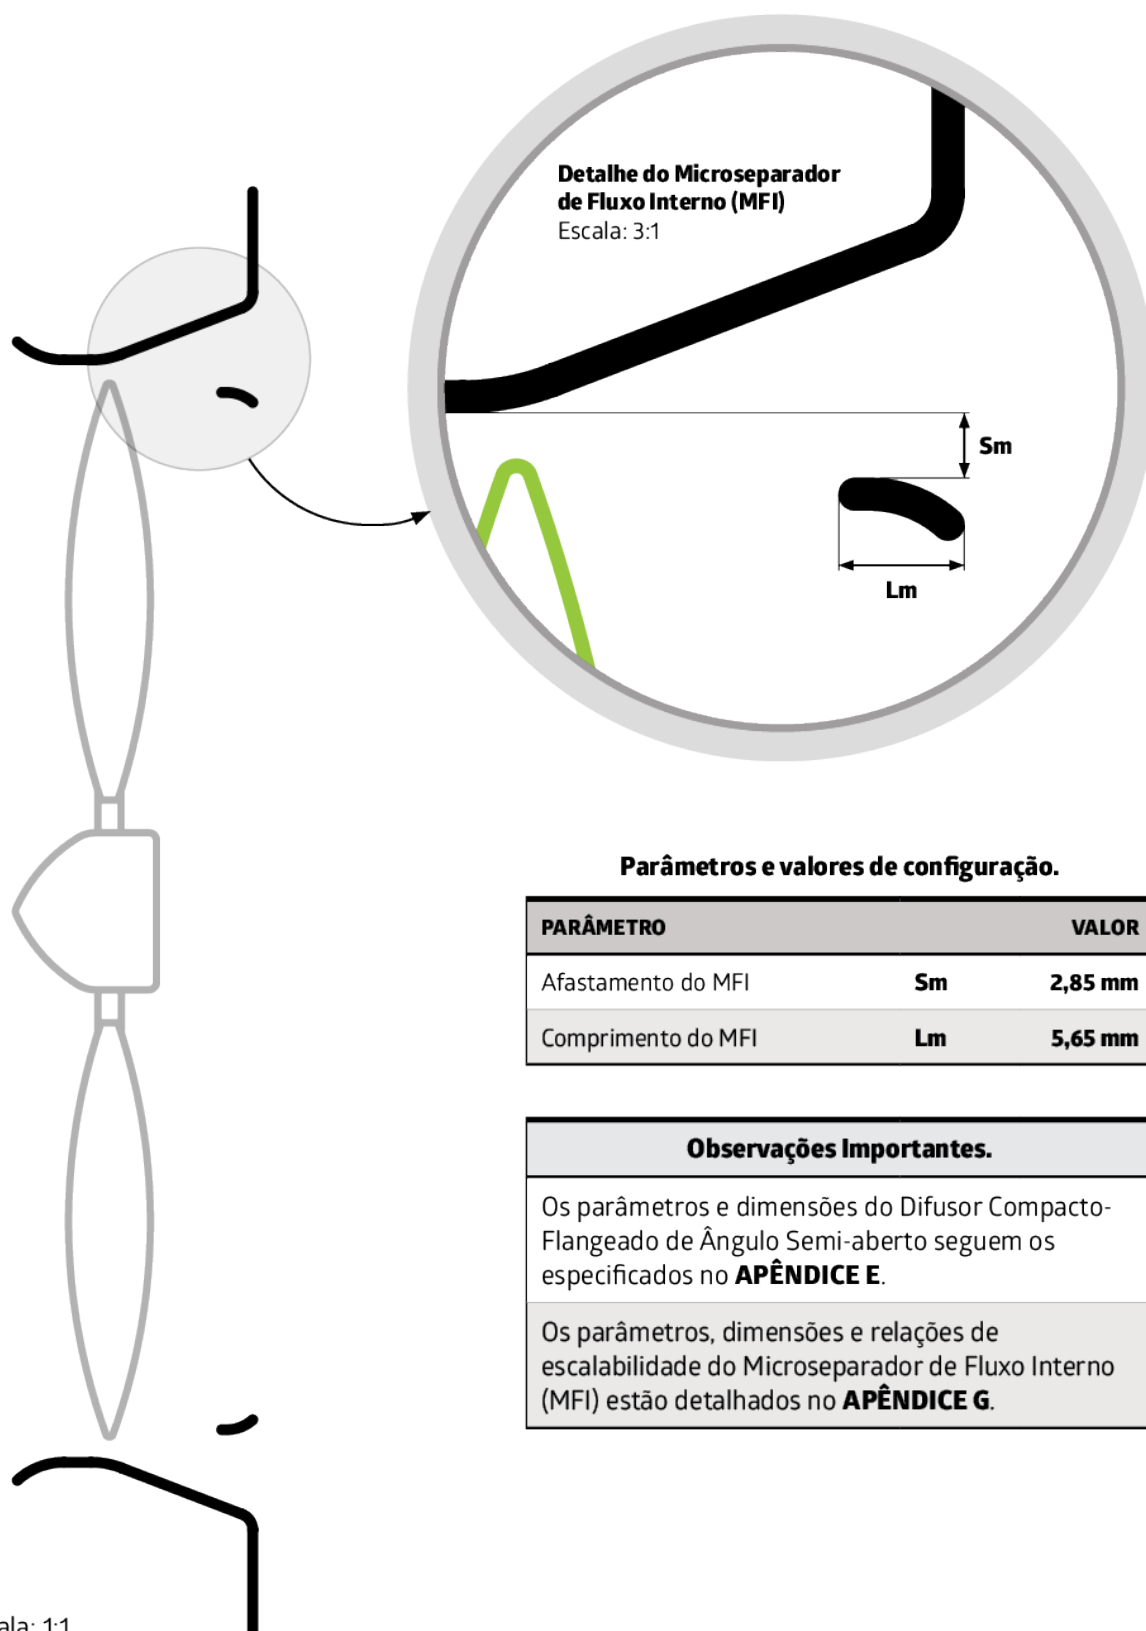 Detalhe do Microseparador
de Fluxo Interno (MFI)
Escala: 3:1
Sm
Lm
Parâmetros e valores de configuração.
PARÂMETRO VALOR
Afastamento do MFI Sm 2,85 mm
Comprimento do MFI Lm 5,65 mm
Observações Importantes.
Os parâmetros e dimensões do Difusor Compacto-
Flangeado de Ângulo Semi-aberto seguem os
especificados no APÊNDICE E.
Os parâmetros, dimensões e relações de
escalabilidade do Microseparador de Fluxo Interno
(MFI) estão detalhados no APÊNDICE G.
ala: 1:1